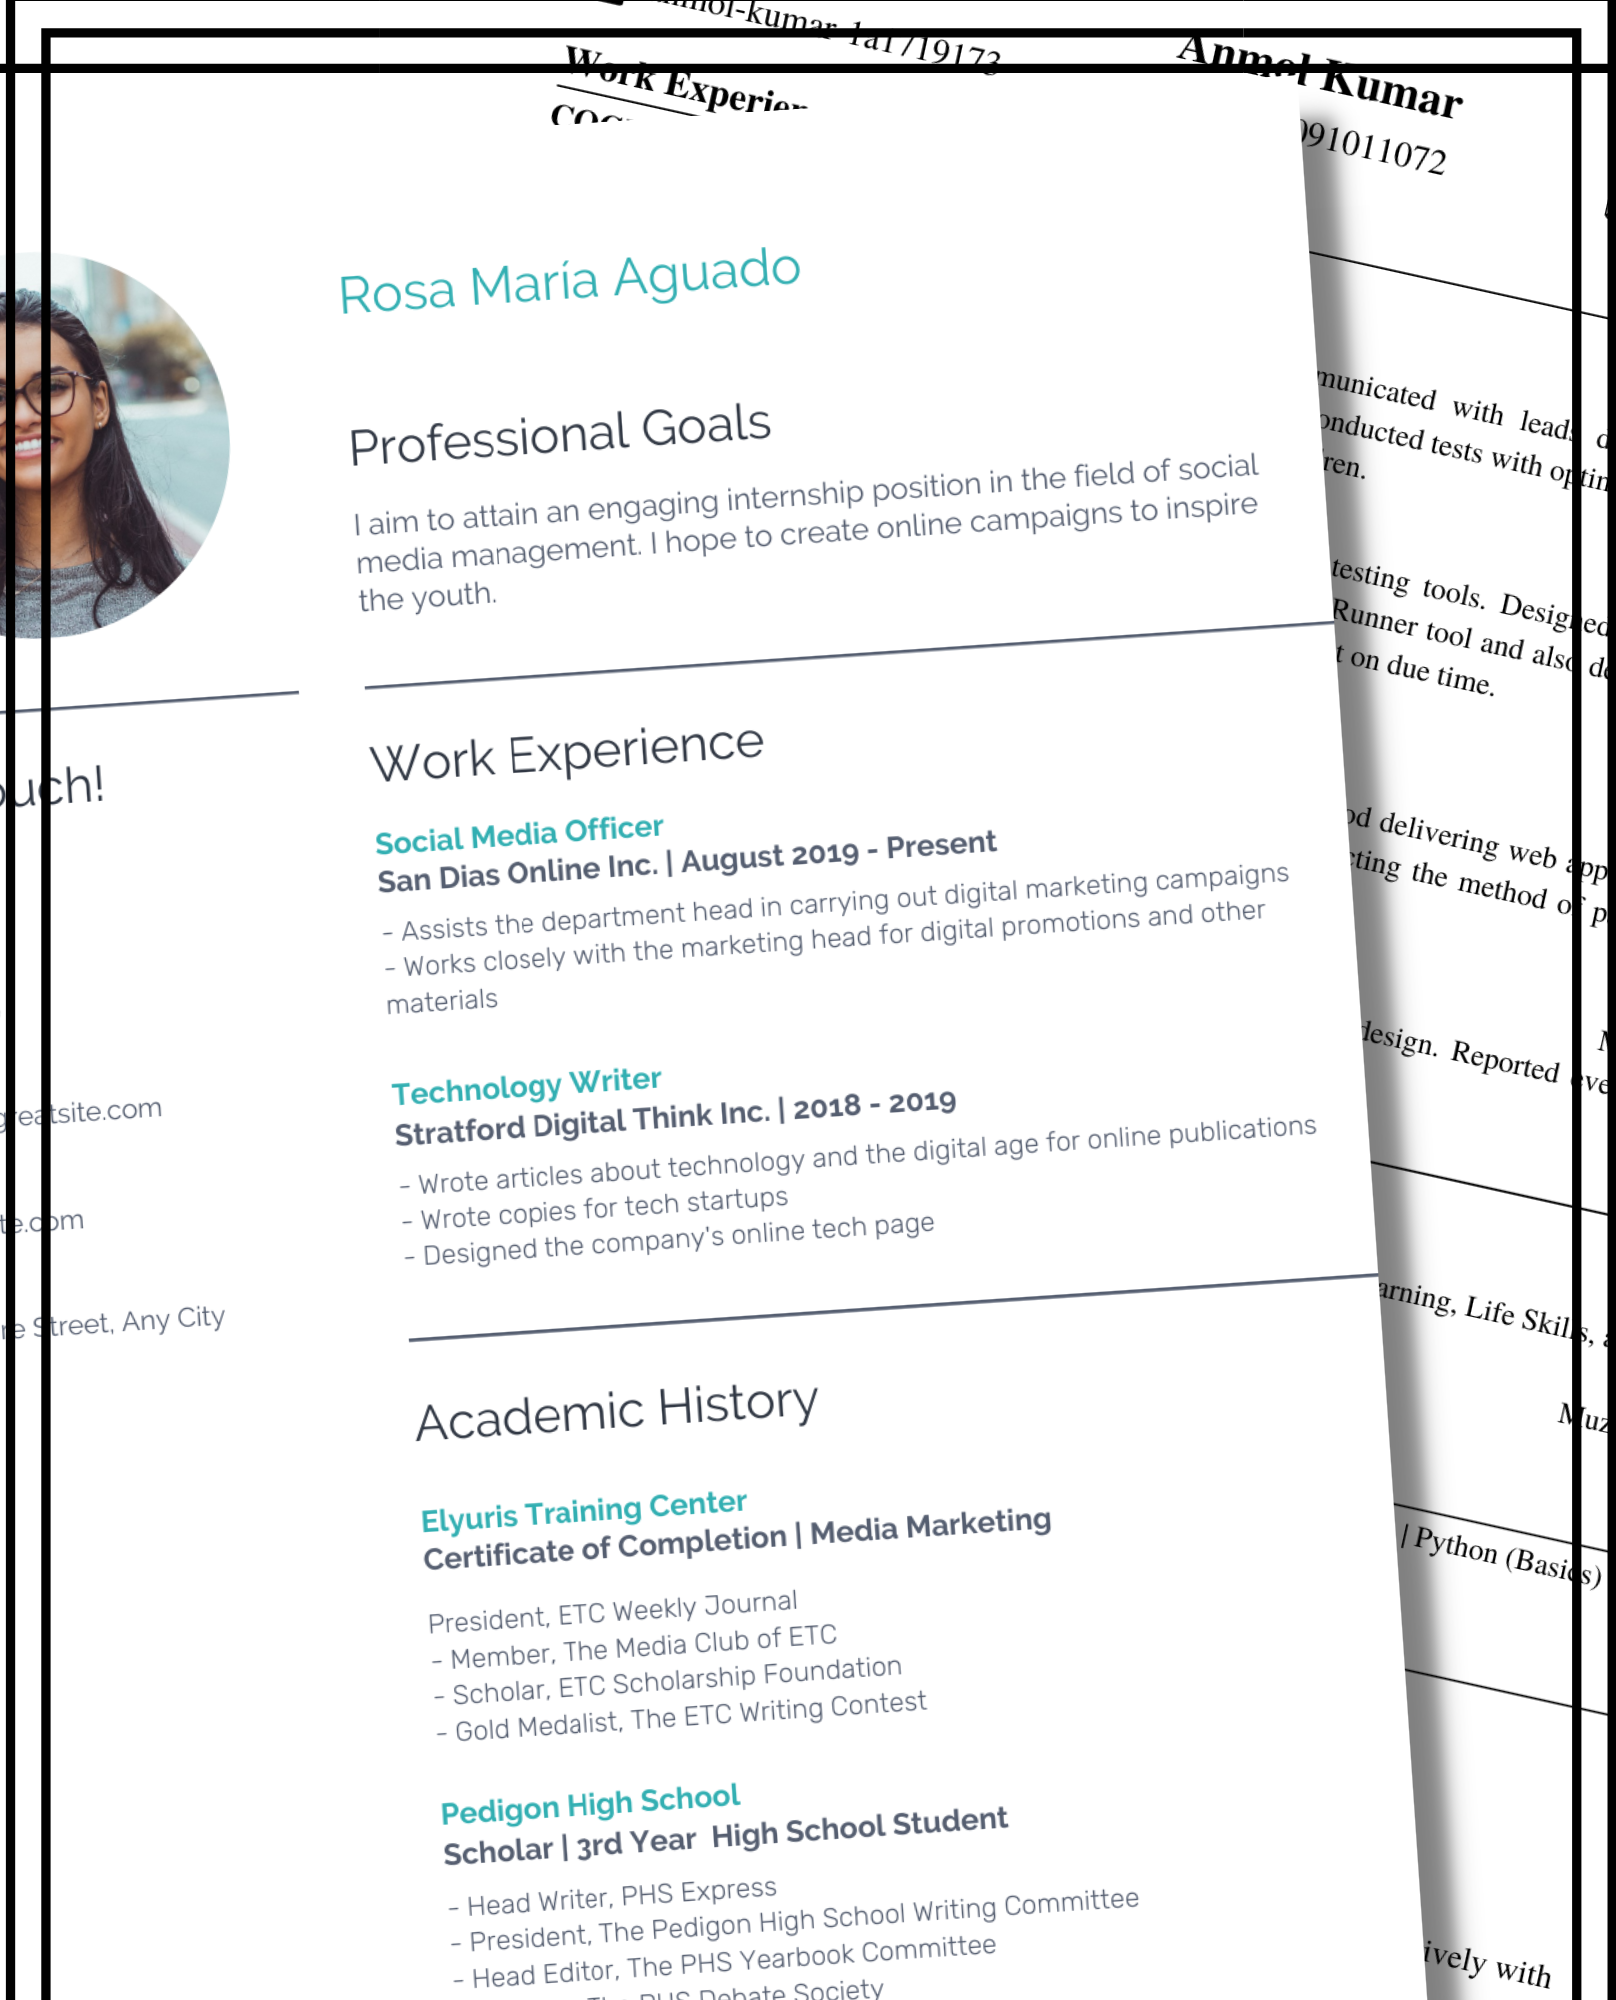 Work Experien
Anmol Kumar
091011072
Rosa María Aguado
Professional Goals
I aim to attain an engaging internship position in the field of social
media management. I hope to create online campaigns to inspire
the youth.
ouch!
greatsite.com
te.com
re Street, Any City
Work Experience
Social Media Officer
San Dias Online Inc. | August 2019 - Present
- Assists the department head in carrying out digital marketing campaigns
- Works closely with the marketing head for digital promotions and other
materials
Technology Writer
Stratford Digital Think Inc. | 2018 - 2019
- Wrote articles about technology and the digital age for online publications
- Wrote copies for tech startups
- Designed the company's online tech page
Academic History
Elyuris Training Center
Certificate of Completion | Media Marketing
President, ETC Weekly Journal
- Member, The Media Club of ETC
- Scholar, ETC Scholarship Foundation
- Gold Medalist, The ETC Writing Contest
Pedigon High School
Scholar | 3rd Year High School Student
- Head Writer, PHS Express
- President, The Pedigon High School Writing Committee
- Head Editor, The PHS Yearbook Committee
The PHS Debate Society
municated with leads
onducted tests with optim
ren.
testing tools. Designed
Runner tool and also de
t on due time.
od delivering web app
cting the method of p
design. Reported eve
arning, Life Skills, a
Muz
| Python (Basics)
ively with